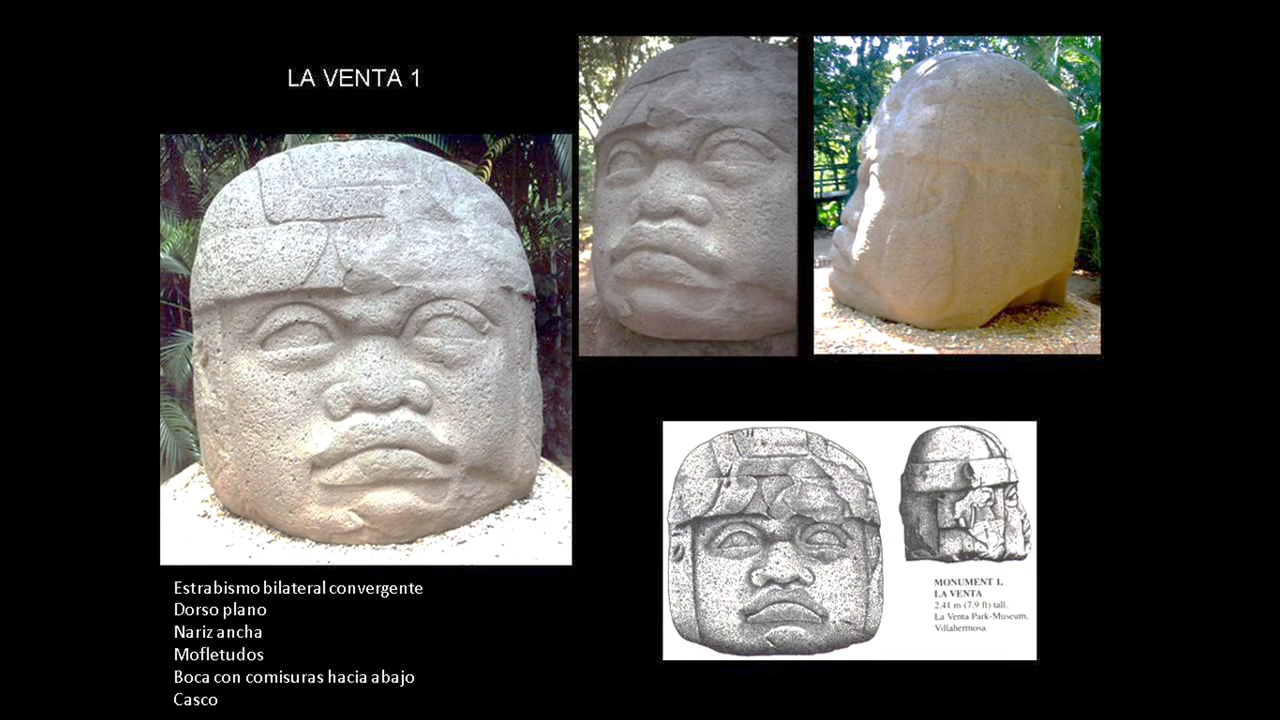 LA VENTA 1
Estrabismo bilateral convergente
Dorso plano
Nariz ancha
Mofletudos
Boca con comisuras hacia abajo
Casco
MONUMENT 1,
LA VENTA
2.41 m (7.9 ft) tall.
La Venta Park-Museum,
Villahermosa.